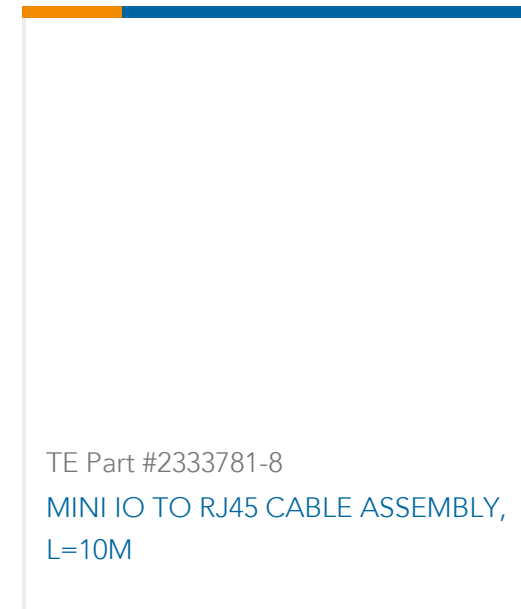 TE Part #2333781-8
MINI IO TO RJ45 CABLE ASSEMBLY,
L=10M